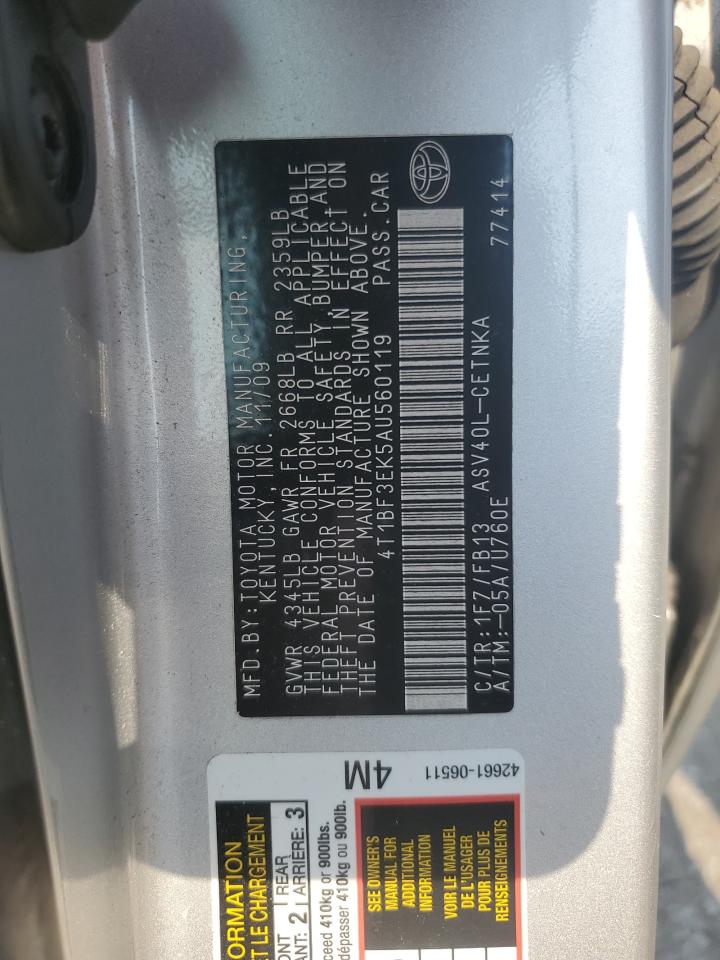 MFD.BY:TOYOTA MOTOR MANUFACTURING,
KENTUCKY,INC. 11/09
GVWR 4345LB GAWR FR 2668LB RR 2359LB
THIS VEHICLE CONFORMS TO ALL APPLICABLE
FEDERAL MOTOR VEHICLE SAFETY,BUMPER,AND
THEFT PREVENTION STANDARDS IN EFFECT ON
THE DATE OF MANUFACTURE SHOWN ABOVE.
4T1BF3EK5AU560119 PASS.CAR
C/TR:1F7/FB13 ASV40L-CETNKA
A/TM:-05A/U760E 77414
4M
42661-06511
ORMATION
ET LE CHARGEMENT
ONT REAR
ANT: 2 ARRIÈRE: 3
ceed 410kg or 900lbs.
dépasser 410kg ou 900lb.
SEE OWNER'S
MANUAL FOR
ADDITIONAL
INFORMATION
VOIR LE MANUEL
DE L'USAGER
POUR PLUS DE
RENSEIGNEMENTS